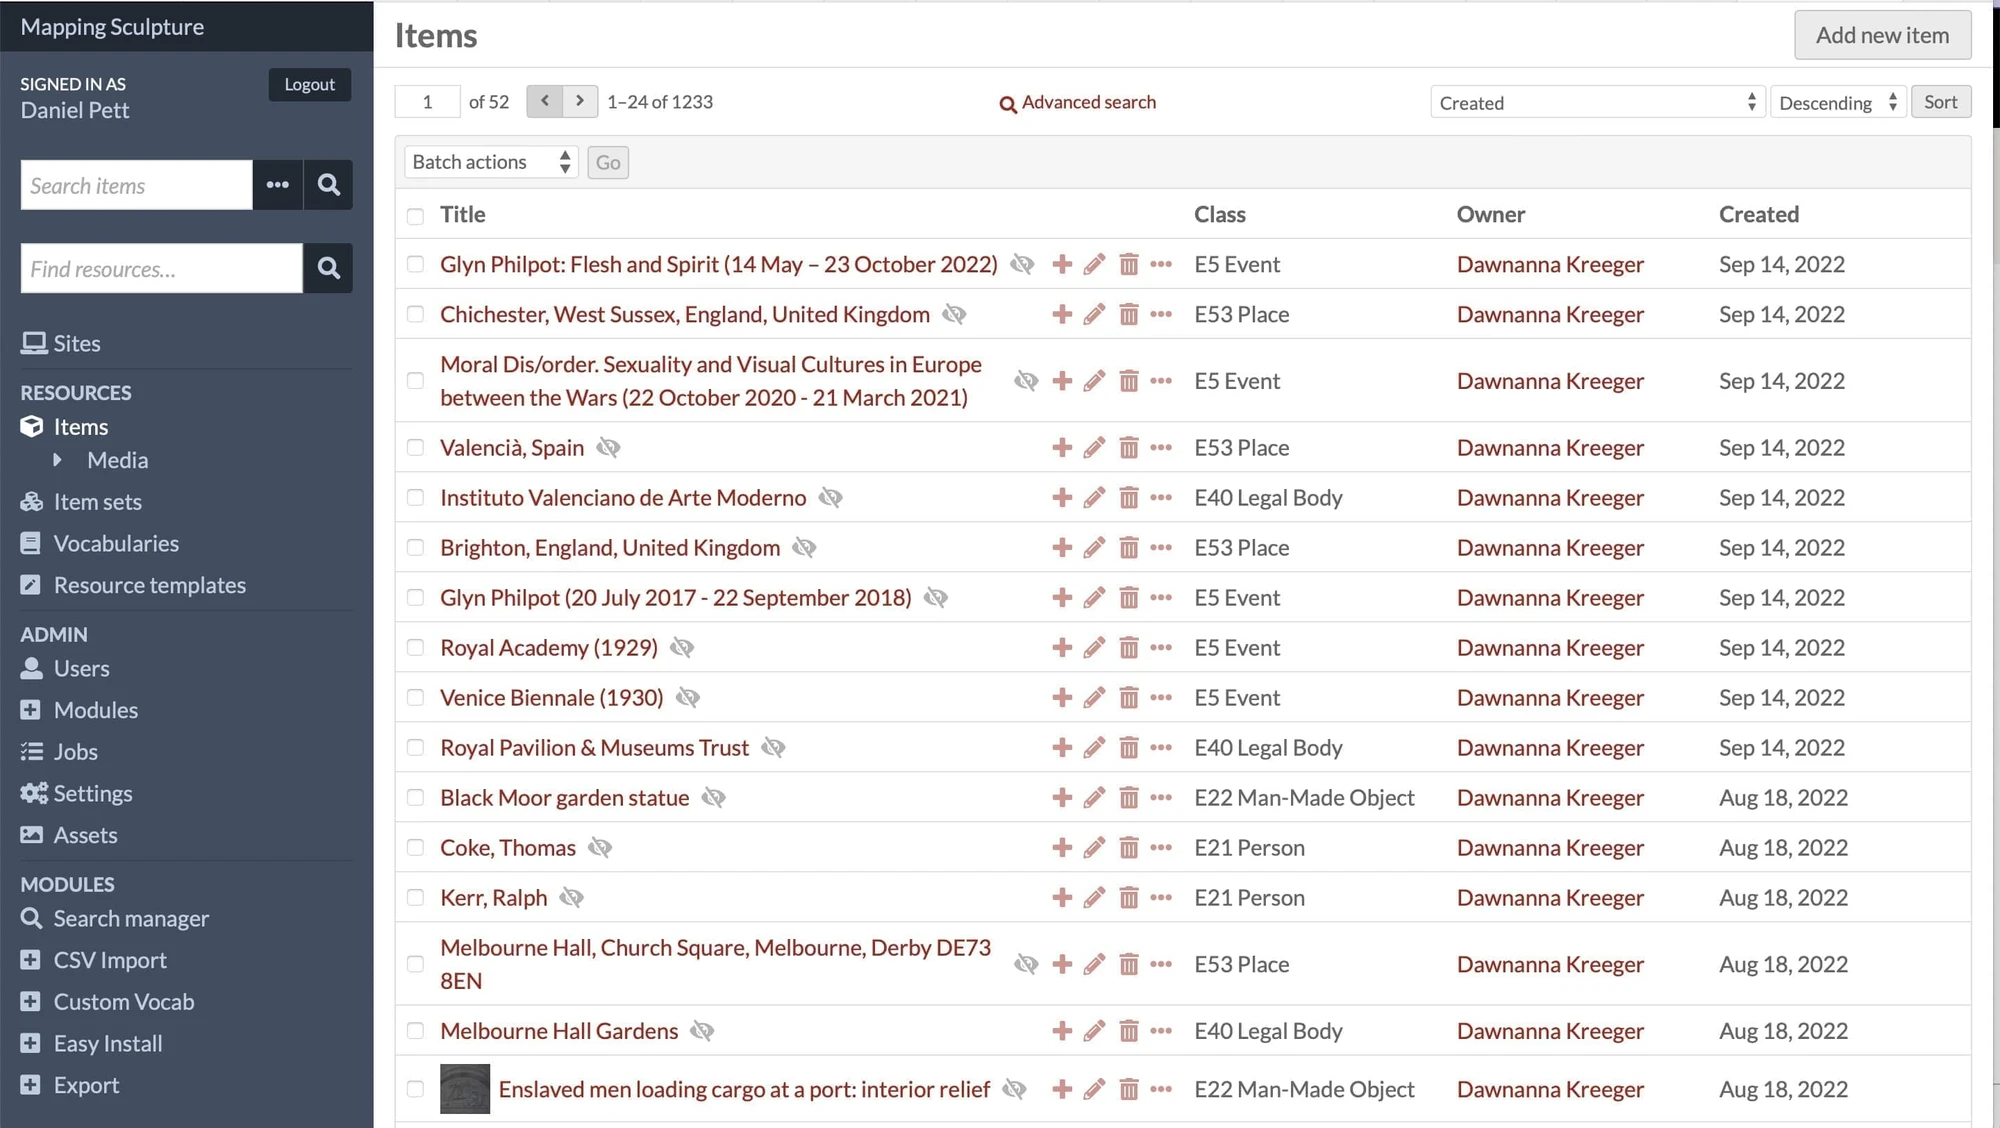 Mapping Sculpture
SIGNED IN AS
Logout
Daniel Pett
Search items
Find resources...
Sites
RESOURCES
Items
Media
Item sets
Vocabularies
Resource templates
ADMIN
Users
Modules
Jobs
Settings
Assets
MODULES
Search manager
CSV Import
Custom Vocab
Easy Install
Export
Items
Add new item
1 of 52 1–24 of 1233 Advanced search Created Descending Sort
Batch actions Go
Title Class Owner Created
Glyn Philpot: Flesh and Spirit (14 May – 23 October 2022) E5 Event Dawnanna Kreeger Sep 14, 2022
Chichester, West Sussex, England, United Kingdom E53 Place Dawnanna Kreeger Sep 14, 2022
Moral Dis/order. Sexuality and Visual Cultures in Europe
between the Wars (22 October 2020 - 21 March 2021) E5 Event Dawnanna Kreeger Sep 14, 2022
Valencià, Spain E53 Place Dawnanna Kreeger Sep 14, 2022
Instituto Valenciano de Arte Moderno E40 Legal Body Dawnanna Kreeger Sep 14, 2022
Brighton, England, United Kingdom E53 Place Dawnanna Kreeger Sep 14, 2022
Glyn Philpot (20 July 2017 - 22 September 2018) E5 Event Dawnanna Kreeger Sep 14, 2022
Royal Academy (1929) E5 Event Dawnanna Kreeger Sep 14, 2022
Venice Biennale (1930) E5 Event Dawnanna Kreeger Sep 14, 2022
Royal Pavilion & Museums Trust E40 Legal Body Dawnanna Kreeger Sep 14, 2022
Black Moor garden statue E22 Man-Made Object Dawnanna Kreeger Aug 18, 2022
Coke, Thomas E21 Person Dawnanna Kreeger Aug 18, 2022
Kerr, Ralph E21 Person Dawnanna Kreeger Aug 18, 2022
Melbourne Hall, Church Square, Melbourne, Derby DE73
8EN E53 Place Dawnanna Kreeger Aug 18, 2022
Melbourne Hall Gardens E40 Legal Body Dawnanna Kreeger Aug 18, 2022
Enslaved men loading cargo at a port: interior relief E22 Man-Made Object Dawnanna Kreeger Aug 18, 2022